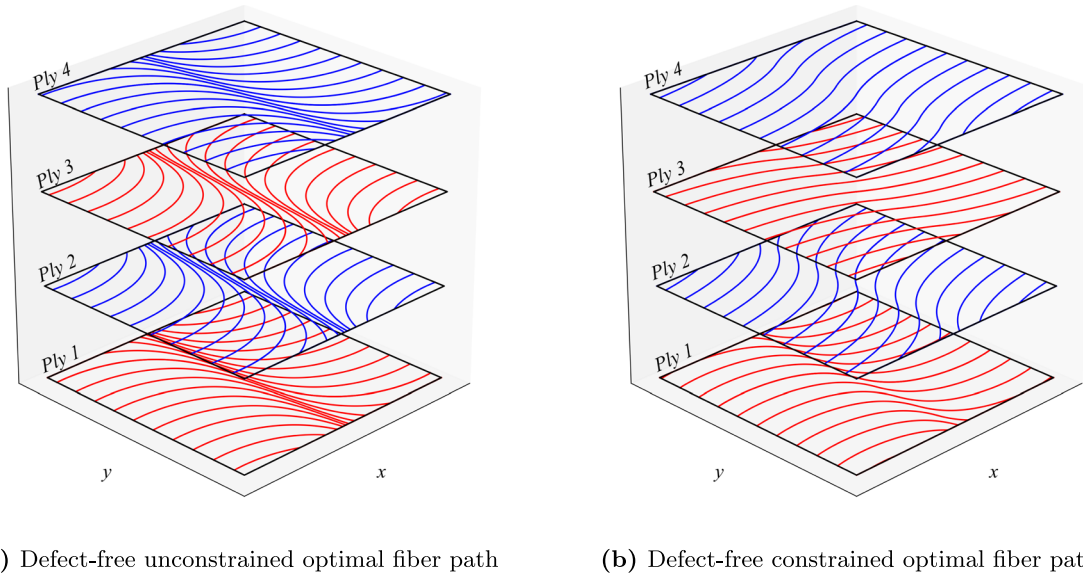 Ply 4
Ply 3
Ply 2
Ply 1
y
x
Ply 4
Ply 3
Ply 2
Ply 1
y
x
) Defect-free unconstrained optimal fiber path
(b) Defect-free constrained optimal fiber pat